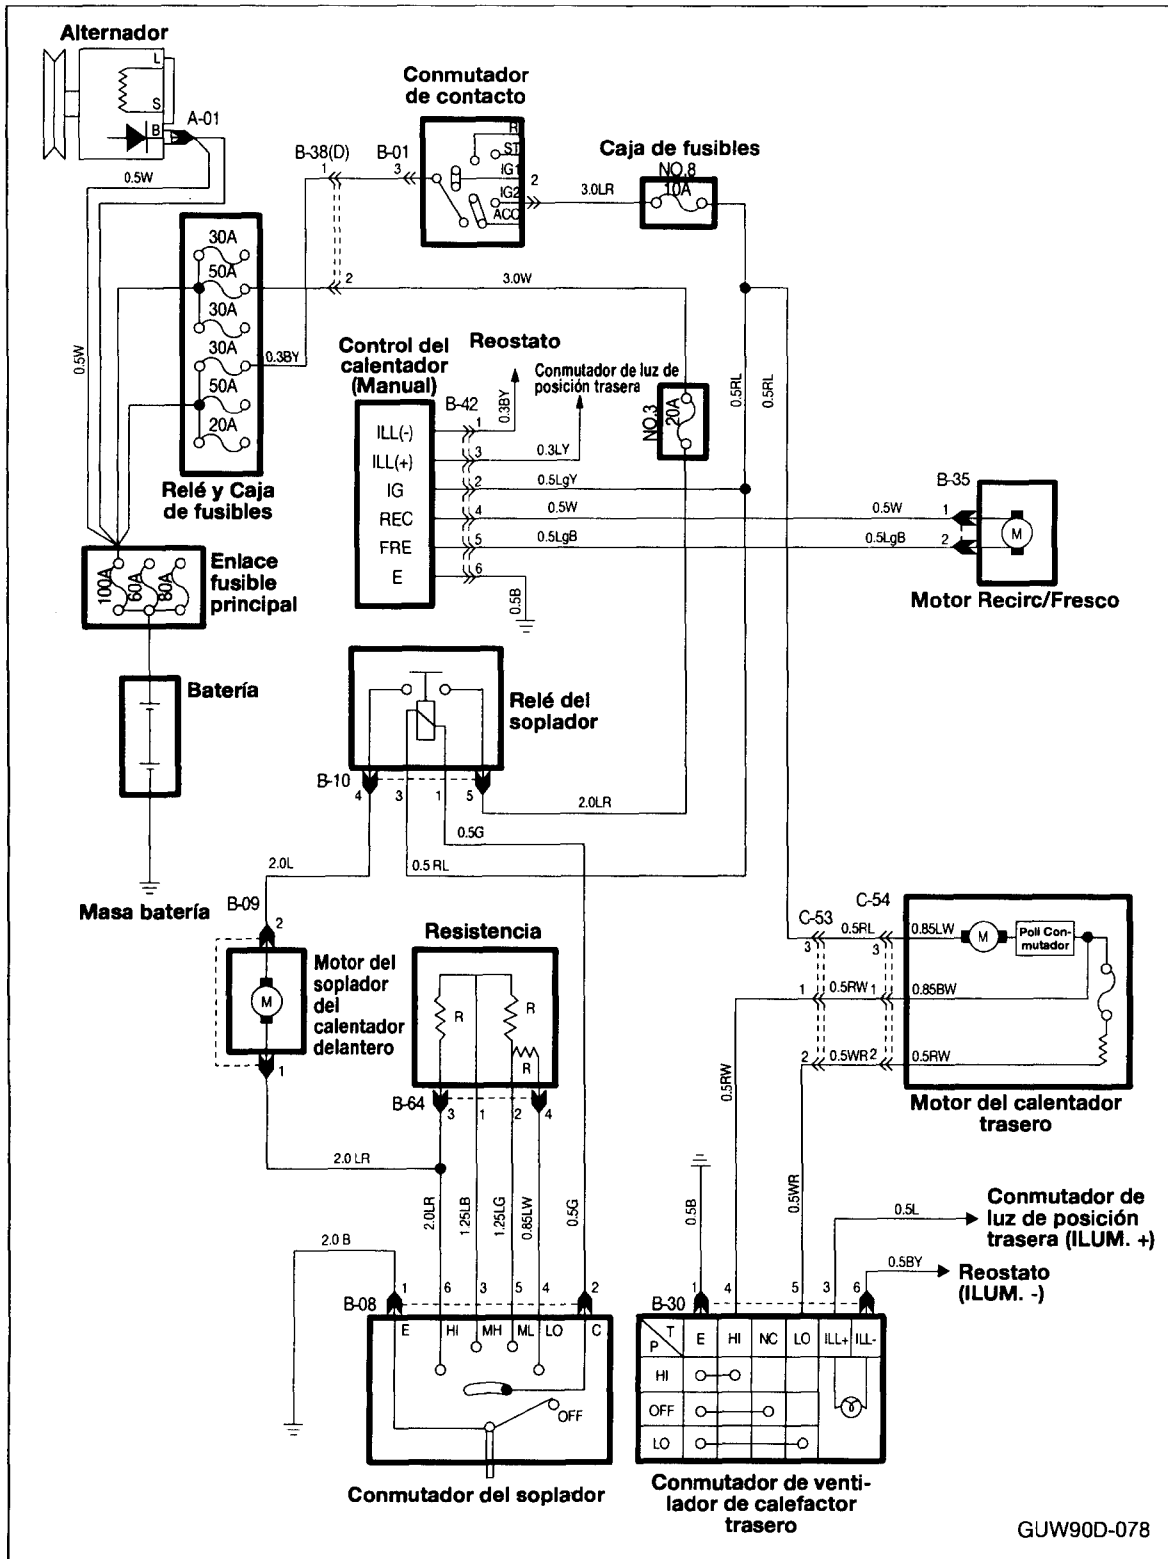 Alternador
L
S
B
A-01
0.5W
Conmutador
de contacto
R
ST
IG1
IG2
ACC
B-38(D)
B-01
1
3
2
3.0LR
Caja de fusibles
NO.8
10A
30A
50A
30A
30A
50A
20A
2
3.0W
0.3BY
0.5W
Relé y Caja
de fusibles
Control del
calentador
(Manual)
Reostato
Conmutador de luz de
posición trasera
B-42
0.3BY
NO.3
20A
0.5RL
0.5RL
ILL(-)
1
ILL(+)
3
0.3LY
IG
2
0.5LgY
REC
4
0.5W
0.5W
FRE
5
0.5LgB
0.5LgB
E
6
0.5B
B-35
1
2
M
Motor Recirc/Fresco
100A
60A
80A
Enlace
fusible
principal
Batería
Masa batería
Relé del
soplador
B-10
4
3
1
5
2.0LR
0.5G
2.0L
0.5 RL
B-09
2
M
1
Motor del
soplador
del
calentador
delantero
Resistencia
R
R
R
B-64
3
1
2
4
2.0 LR
2.0LR
1.25LB
1.25LG
0.85LW
0.5G
C-53
C-54
3
0.5RL
3
0.85LW
M
Poli Con-
mutador
1
0.5RW
1
0.85BW
2
0.5WR
2
0.5RW
Motor del calentador
trasero
0.5RW
0.5WR
0.5B
0.5L
Conmutador de
luz de posición
trasera (ILUM. +)
0.5BY
Reostato
(ILUM. -)
2.0 B
B-08
1
6
3
5
4
2
E
HI
MH
ML
LO
C
OFF
Conmutador del soplador
B-30
1
4
5
3
6
T
P
E
HI
NC
LO
ILL+
ILL-
HI
OFF
LO
Conmutador de venti-
lador de calefactor
trasero
GUW90D-078